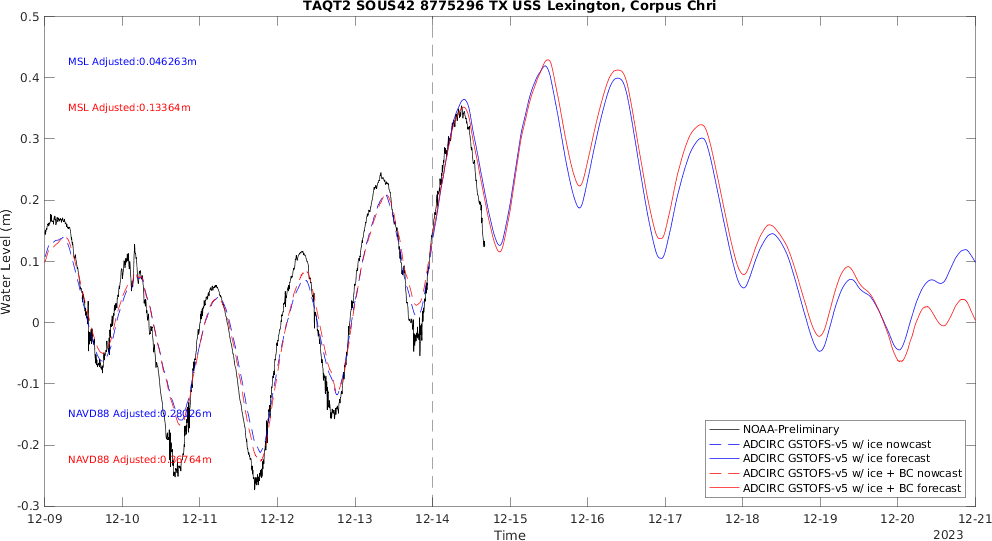 TAQT2 SOUS42 8775296 TX USS Lexington, Corpus Chri
0.5
0.4
0.3
0.2
0.1
0
-0.1
-0.2
-0.3
Water Level (m)
MSL Adjusted:0.046263m
MSL Adjusted:0.13364m
NAVD88 Adjusted:0.28026m
NAVD88 Adjusted:
NOAA-Preliminary
ADCIRC GSTOFS-v5 w/ ice nowcast
ADCIRC GSTOFS-v5 w/ ice forecast
ADCIRC GSTOFS-v5 w/ ice + BC nowcast
ADCIRC GSTOFS-v5 w/ ice + BC forecast
12-09 12-10 12-11 12-12 12-13 12-14 12-15 12-16 12-17 12-18 12-19 12-20 12-21
Time
2023